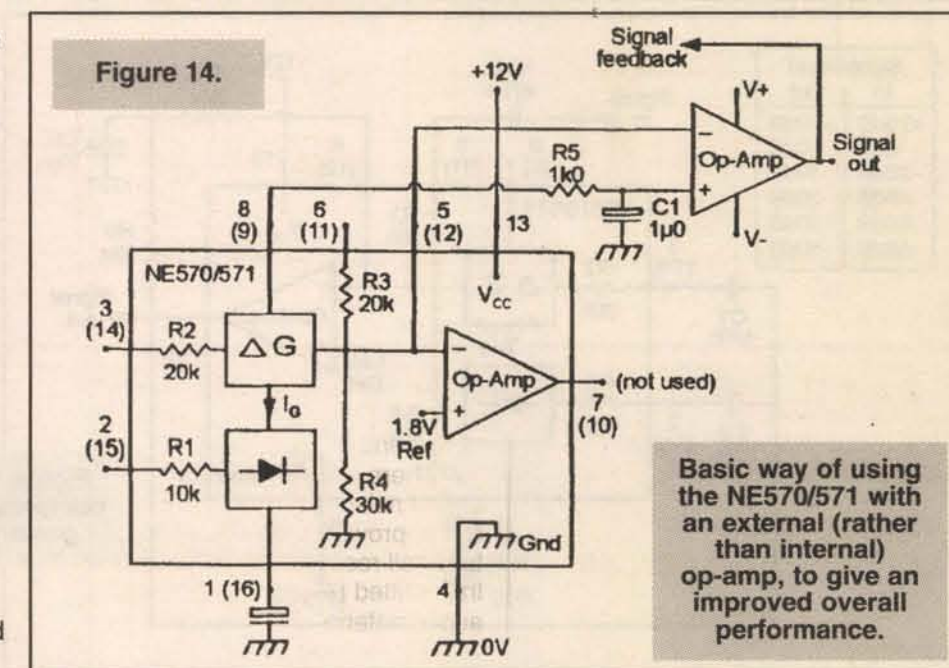 Figure 14.
Signal
feedback
+12V
V+
Op-Amp
Signal
out
V-
R5
1k0
C1
1µ0
8
(9)
6
(11)
5
(12)
13
NE570/571
R3
20k
VCC
3
(14)
R2
20k
Δ G
Op-Amp
(not used)
7
(10)
IG
1.8V
Ref
2
(15)
R1
10k
R4
30k
Gnd
1 (16)
4
0V
Basic way of using
the NE570/571 with
an external (rather
than internal)
op-amp, to give an
improved overall
performance.